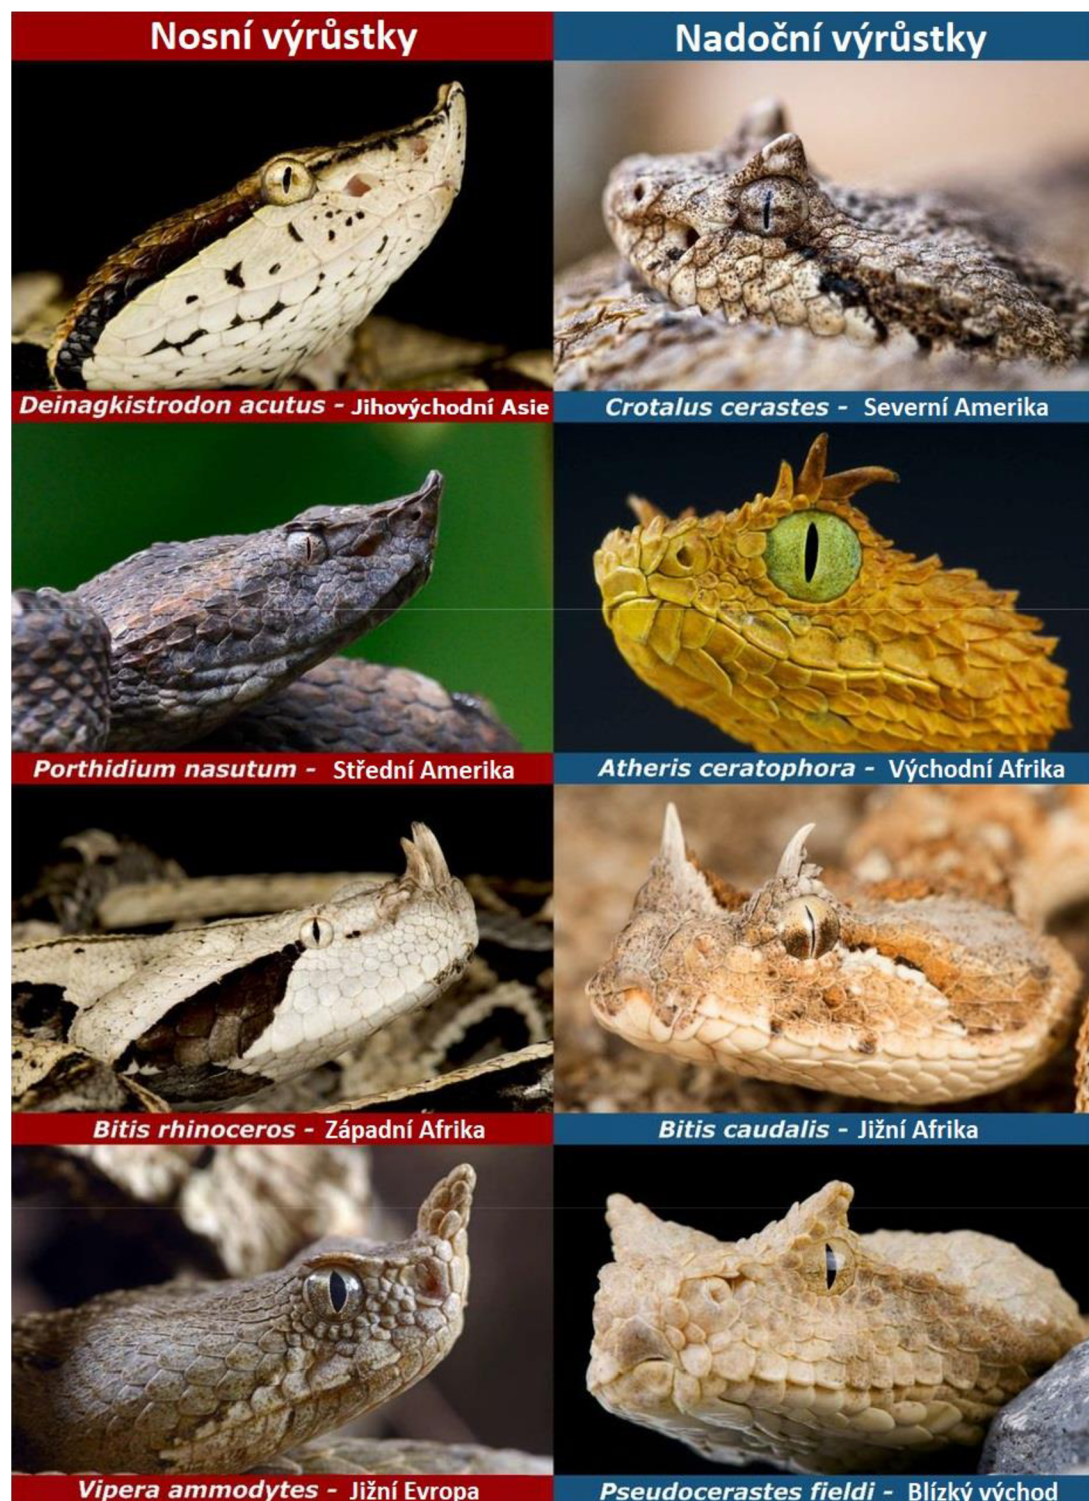 Nosní výrůstky
Nadoční výrůstky
Deinagkistrodon acutus - Jihovýchodní Asie
Crotalus cerastes - Severní Amerika
Porthidium nasutum - Střední Amerika
Atheris ceratophora - Východní Afrika
Bitis rhinoceros - Západní Afrika
Bitis caudalis - Jižní Afrika
Vipera ammodytes - Jižní Evropa
Pseudocerastes fieldi - Blízký východ